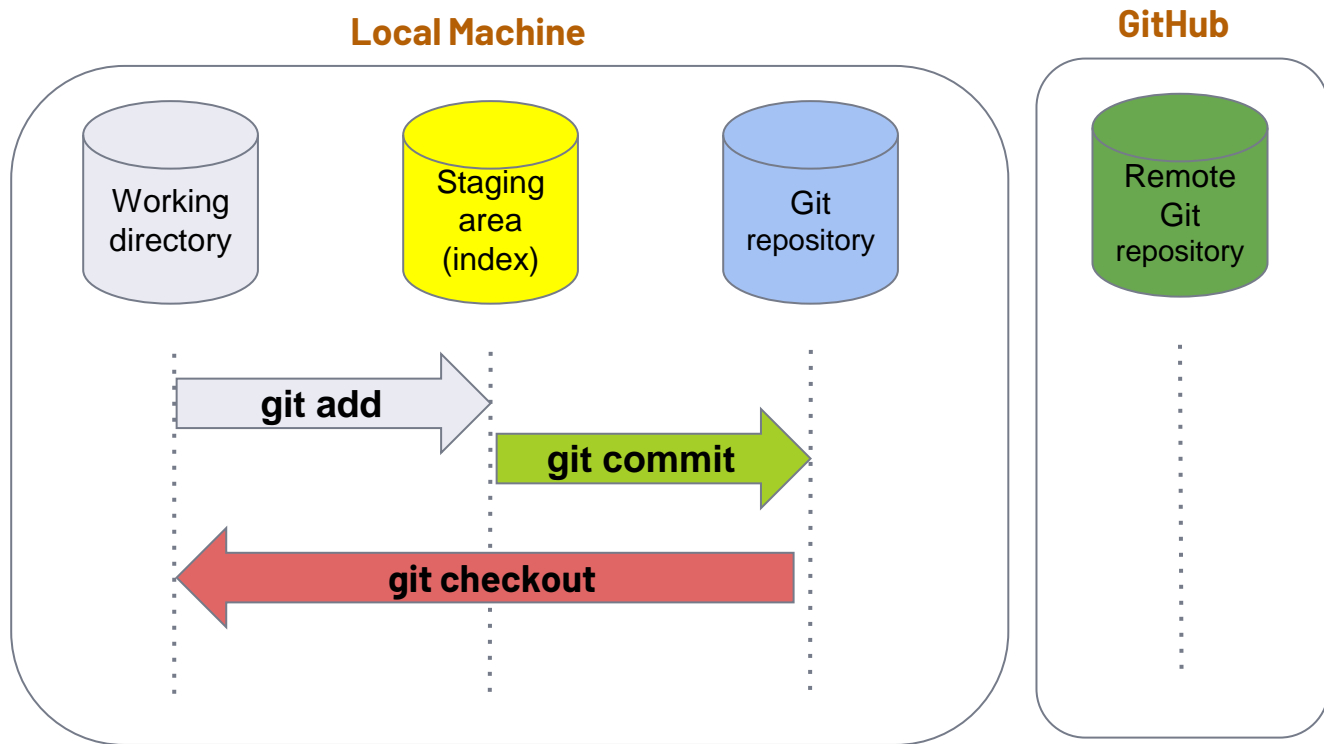 Local Machine
GitHub
Working
directory
Staging
area
(index)
Git
repository
Remote
Git
repository
git add
git commit
git checkout